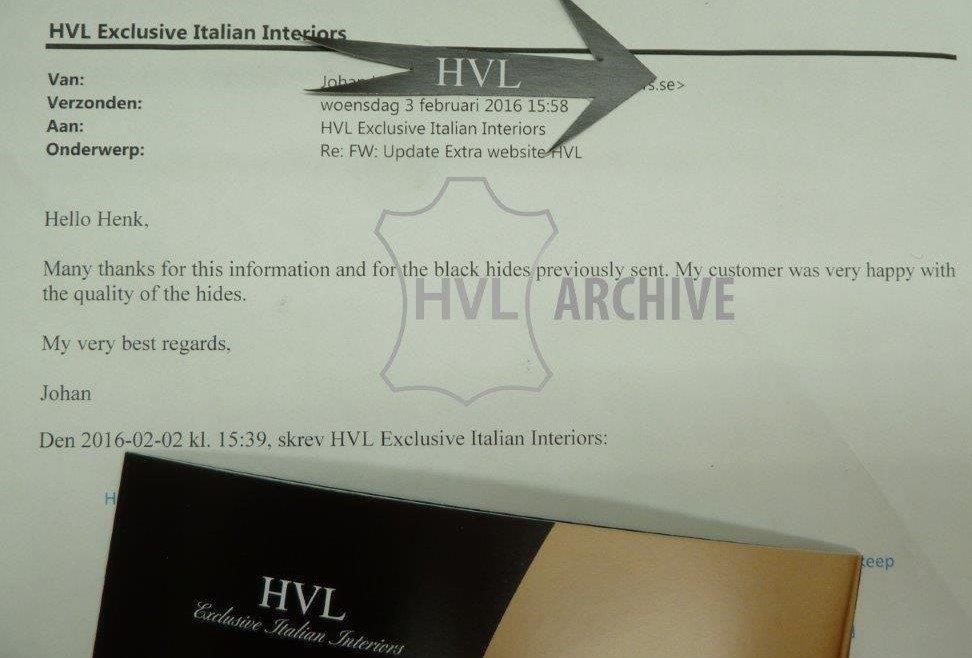 HVL Exclusive Italian Interiors
HVL
Van: Johan s.se>
Verzonden: woensdag 3 februari 2016 15:58
Aan: HVL Exclusive Italian Interiors
Onderwerp: Re: FW: Update Extra website HVL
Hello Henk,
Many thanks for this information and for the black hides previously sent. My customer was very happy with
the quality of the hides.
HVL ARCHIVE
My very best regards,
Johan
Den 2016-02-02 kl. 15:39, skrev HVL Exclusive Italian Interiors:
H
HVL
Exclusive Italian Interiors